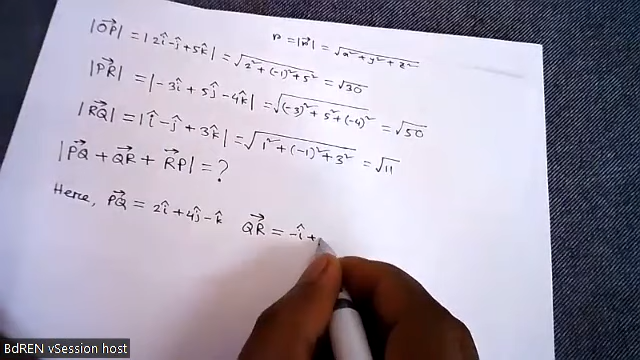 r = |r⃗| = √x²+y²+z²
|OP⃗| = |2î-ĵ+5k̂| = √2²+(-1)²+5² = √30
|PR⃗| = |-3î+5ĵ-4k̂| = √(-3)²+5²+(-4)² = √50
|RQ⃗| = |î-ĵ+3k̂| = √1²+(-1)²+3² = √11
|PQ⃗ + QR⃗ + RP⃗| = ?
Here, PQ⃗ = 2î+4ĵ-k̂ QR⃗ = -î+
BdREN vSession host